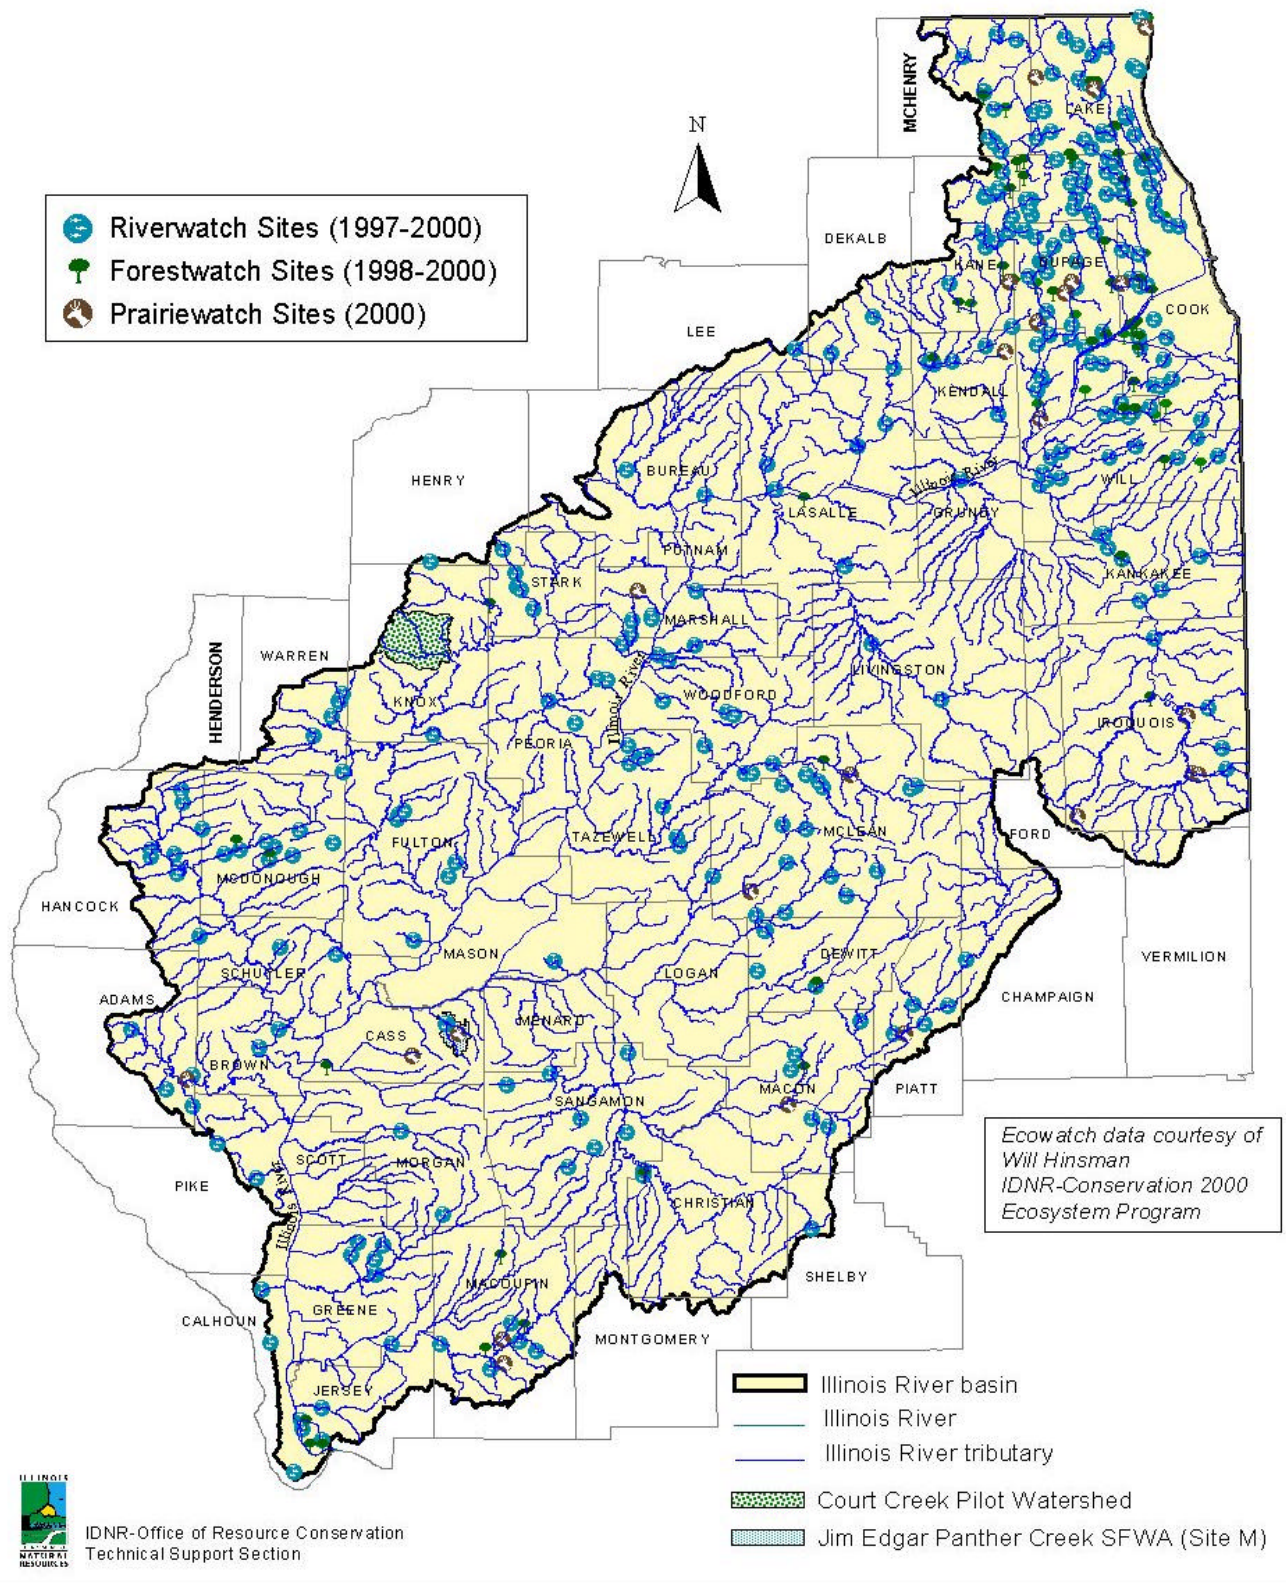 N
MCHENRY
LAKE
Riverwatch Sites (1997-2000)
Forestwatch Sites (1998-2000)
Prairiewatch Sites (2000)
DEKALB
KANE
DUPAGE
COOK
LEE
KENDALL
HENRY
BUREAU
Illinois River
WILL
LASALLE
GRUNDY
PUTNAM
STARK
KANKAKEE
MARSHALL
HENDERSON
WARREN
LIVINGSTON
KNOX
Illinois River
WOODFORD
IROQUOIS
PEORIA
FULTON
TAZEWELL
MCLEAN
FORD
MCDONOUGH
HANCOCK
SCHUYLER
MASON
LOGAN
DEWITT
VERMILION
ADAMS
CHAMPAIGN
CASS
MENARD
BROWN
SANGAMON
MACON
PIATT
Ecowatch data courtesy of
Will Hinsman
IDNR-Conservation 2000
Ecosystem Program
SCOTT
MORGAN
PIKE
Illinois River
CHRISTIAN
MACOUPIN
SHELBY
GREENE
CALHOUN
MONTGOMERY
JERSEY
Illinois River basin
Illinois River
Illinois River tributary
Court Creek Pilot Watershed
Jim Edgar Panther Creek SFWA (Site M)
ILLINOIS
NATURAL
RESOURCES
IDNR-Office of Resource Conservation
Technical Support Section